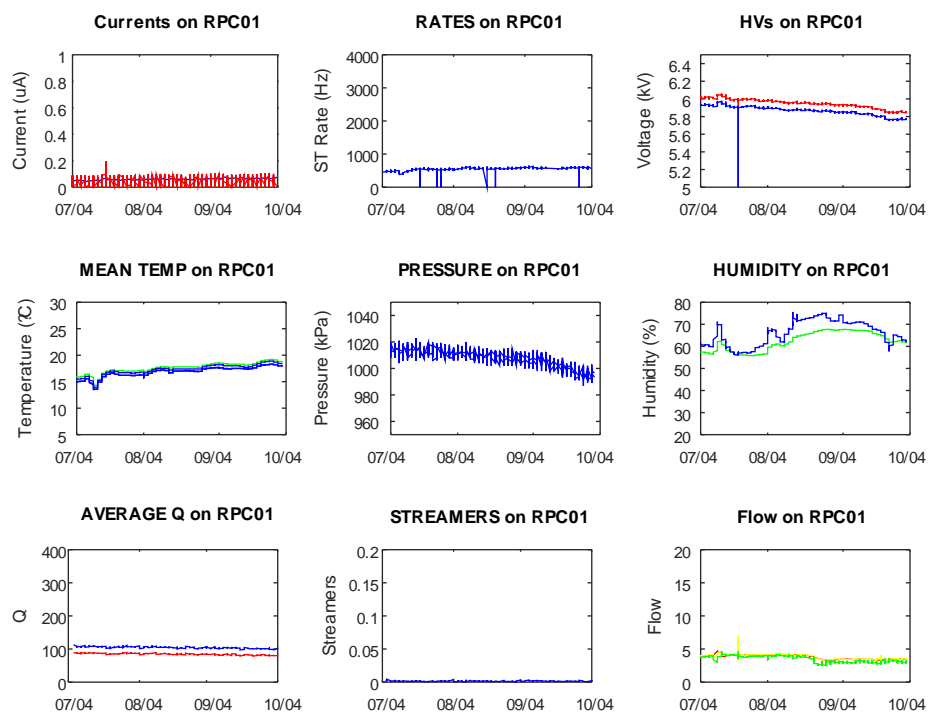 Currents on RPC01
RATES on RPC01
HVs on RPC01
1
0.8
0.6
0.4
0.2
0
Current (uA)
07/04 08/04 09/04 10/04
4000
3000
2000
1000
0
ST Rate (Hz)
07/04 08/04 09/04 10/04
6.4
6.2
6
5.8
5.6
5.4
5.2
5
Voltage (kV)
07/04 08/04 09/04 10/04
MEAN TEMP on RPC01
PRESSURE on RPC01
HUMIDITY on RPC01
30
25
20
15
10
5
Temperature (?C)
07/04 08/04 09/04 10/04
1040
1020
1000
980
960
Pressure (kPa)
07/04 08/04 09/04 10/04
80
70
60
50
40
30
20
Humidity (%)
07/04 08/04 09/04 10/04
AVERAGE Q on RPC01
STREAMERS on RPC01
Flow on RPC01
400
300
200
100
0
Q
07/04 08/04 09/04 10/04
0.2
0.15
0.1
0.05
0
Streamers
07/04 08/04 09/04 10/04
20
15
10
5
0
Flow
07/04 08/04 09/04 10/04